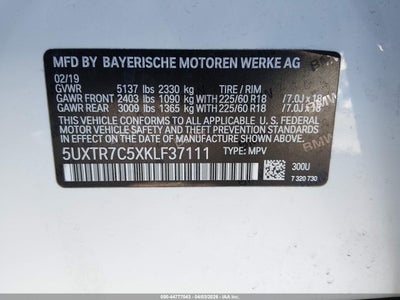 MFD BY BAYERISCHE MOTOREN WERKE AG
02/19
GVWR 5137 lbs 2330 kg TIRE / RIM
GAWR FRONT 2403 lbs 1090 kg WITH 225/60 R18 /7.0J x 18
GAWR REAR 3009 lbs 1365 kg WITH 225/60 R18 /7.0J x 18
THIS VEHICLE CONFORMS TO ALL APPLICABLE U.S. FEDERAL
MOTOR VEHICLE SAFETY, BUMPER, AND THEFT PREVENTION
STANDARDS IN EFFECT ON THE DATE OF
MANUFACTURE SHOWN ABOVE.
5UXTR7C5XKLF37111 TYPE: MPV
300U
7 320 730